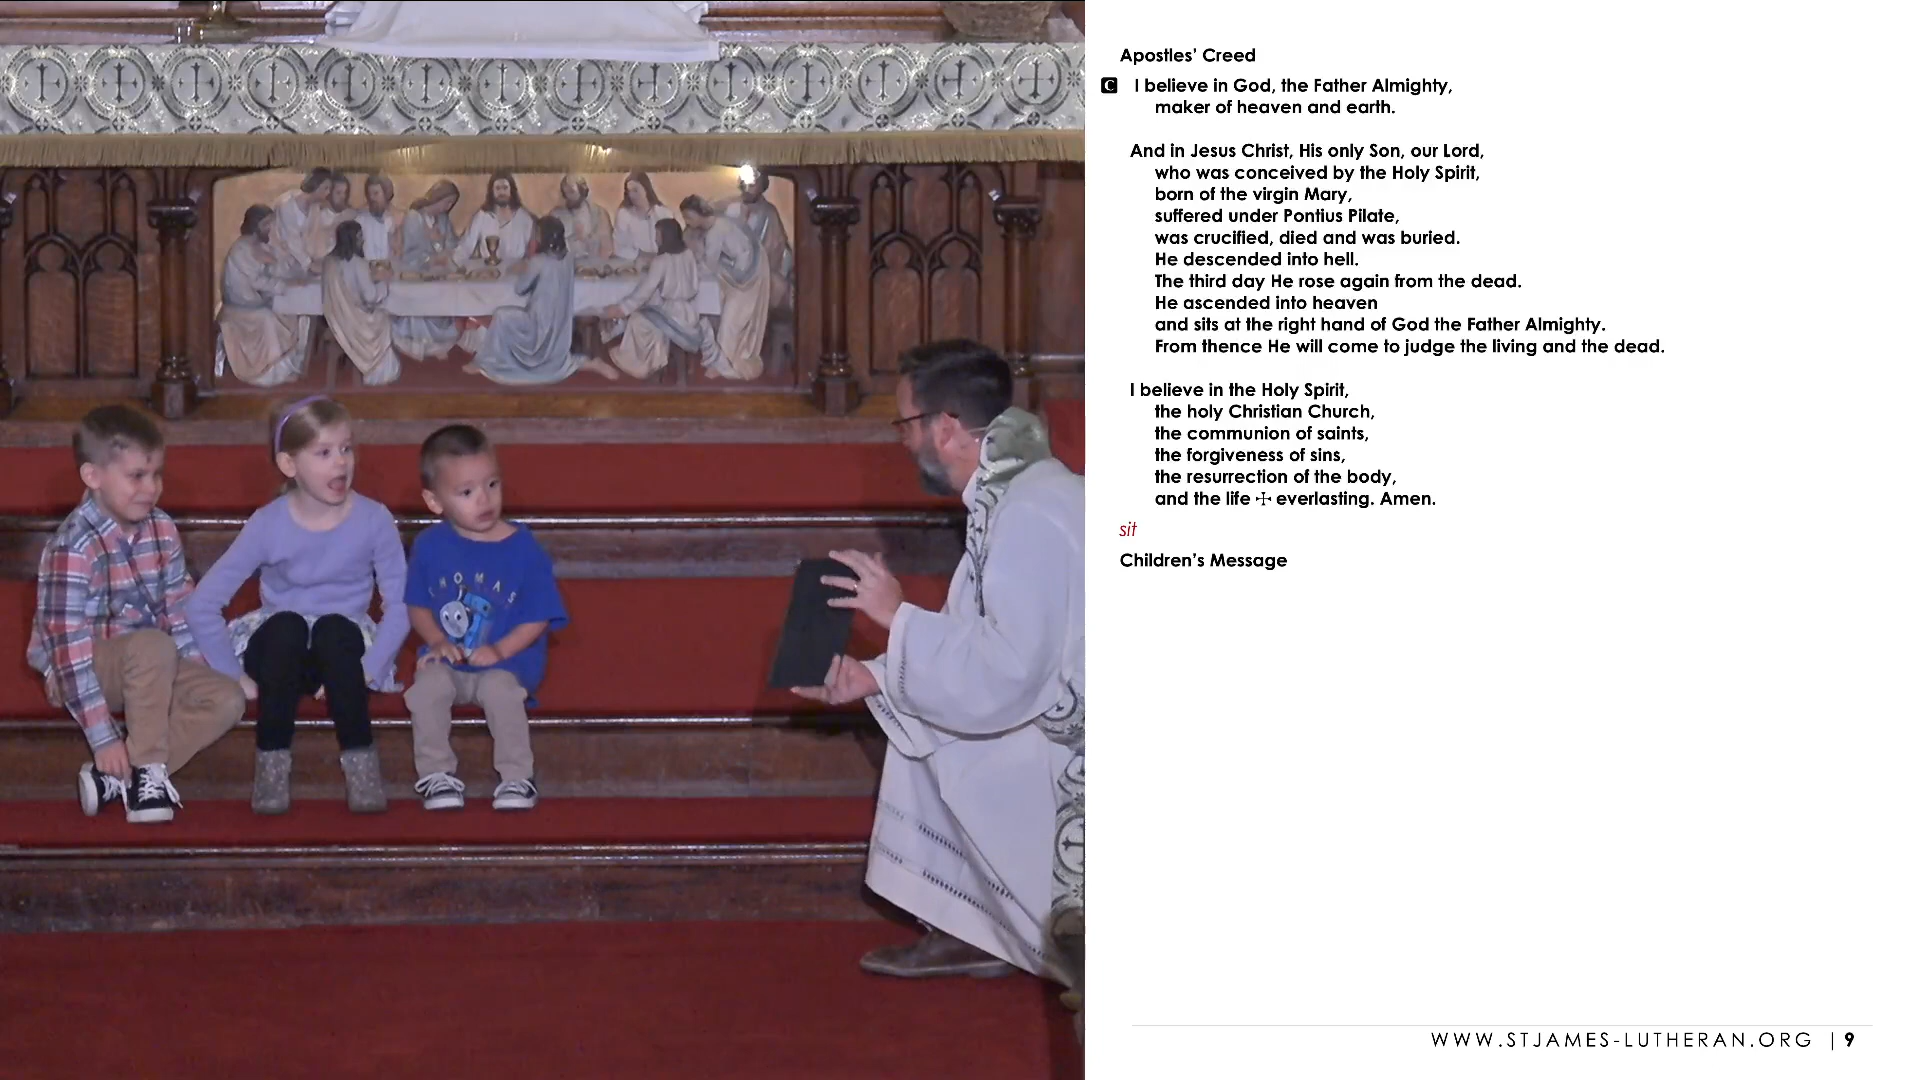 THOMAS
Apostles’ Creed
C I believe in God, the Father Almighty,
maker of heaven and earth.
And in Jesus Christ, His only Son, our Lord,
who was conceived by the Holy Spirit,
born of the virgin Mary,
suffered under Pontius Pilate,
was crucified, died and was buried.
He descended into hell.
The third day He rose again from the dead.
He ascended into heaven
and sits at the right hand of God the Father Almighty.
From thence He will come to judge the living and the dead.
I believe in the Holy Spirit,
the holy Christian Church,
the communion of saints,
the forgiveness of sins,
the resurrection of the body,
and the life ☩ everlasting. Amen.
sit
Children’s Message
WWW.STJAMES-LUTHERAN.ORG | 9